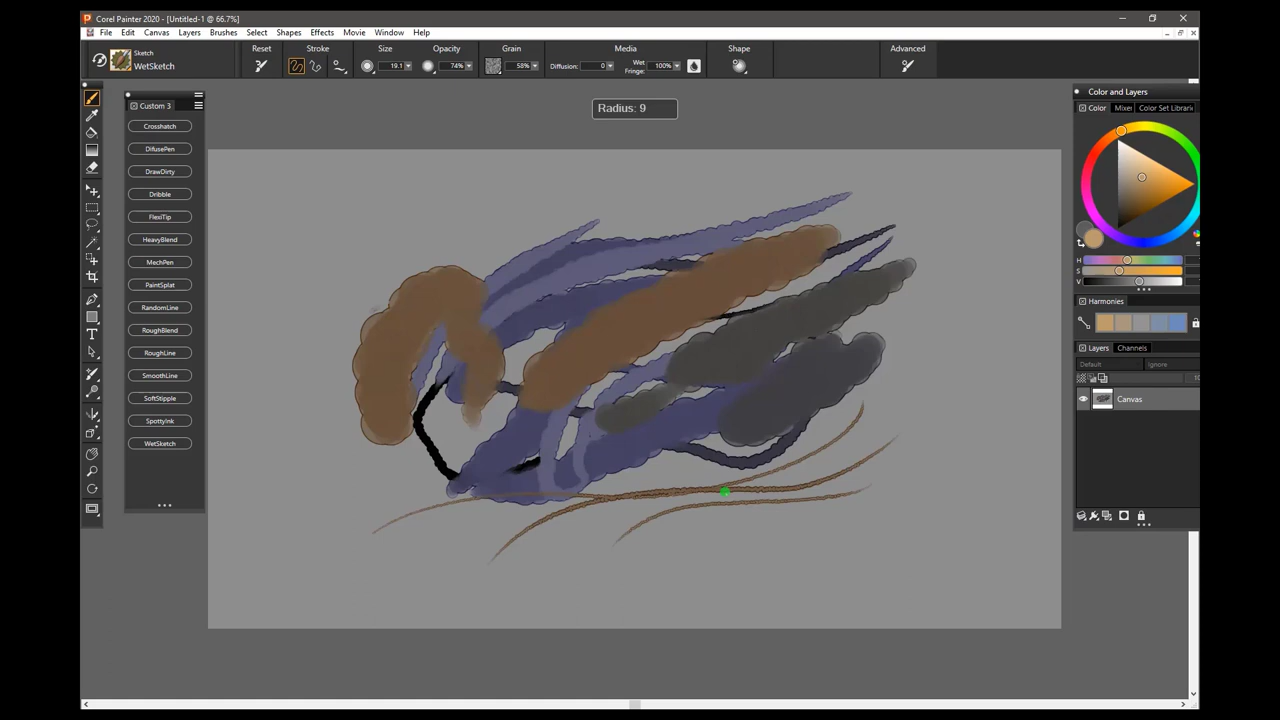 Corel Painter 2020 - [Untitled-1 @ 66.7%]
File Edit Canvas Layers Brushes Select Shapes Effects Movie Window Help
Sketch
WetSketch
Reset
Stroke
Size
19.1
Opacity
74%
Grain
58%
Media
Diffusion: 0
Wet Fringe: 100%
Shape
Advanced
Radius: 9
Custom 3
Crosshatch
DifusePen
DrawDirty
Dribble
FlexiTip
HeavyBlend
MechPen
PaintSplat
RandomLine
RoughBlend
RoughLine
SmoothLine
SoftStipple
SpottyInk
WetSketch
Color and Layers
Color Mixer Color Set Librari
H
S
V
Harmonies
Layers Channels
Default Ignore
10
Canvas